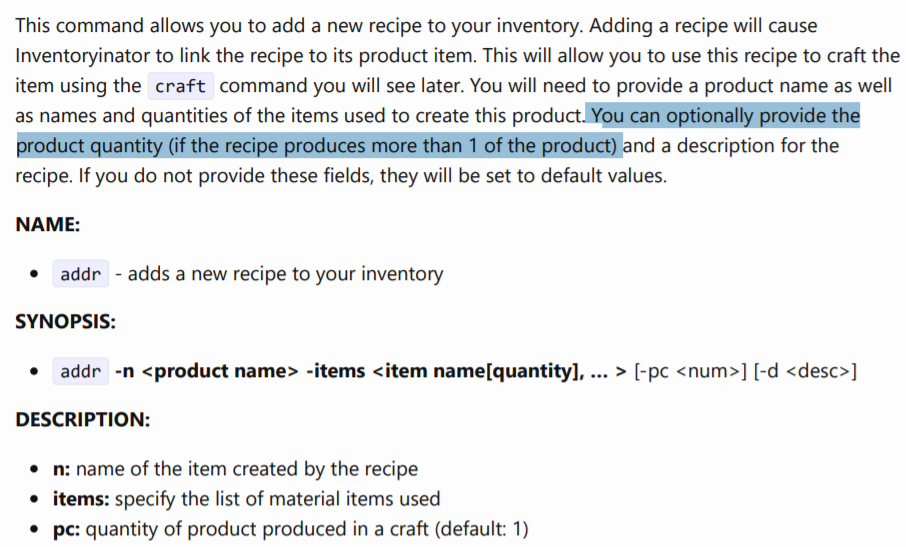 This command allows you to add a new recipe to your inventory. Adding a recipe will cause
Inventoryinator to link the recipe to its product item. This will allow you to use this recipe to craft the
item using the craft command you will see later. You will need to provide a product name as well
as names and quantities of the items used to create this product. You can optionally provide the
product quantity (if the recipe produces more than 1 of the product) and a description for the
recipe. If you do not provide these fields, they will be set to default values.
NAME:
• addr - adds a new recipe to your inventory
SYNOPSIS:
• addr -n <product name> -items <item name[quantity], ... > [-pc <num>] [-d <desc>]
DESCRIPTION:
• n: name of the item created by the recipe
• items: specify the list of material items used
• pc: quantity of product produced in a craft (default: 1)